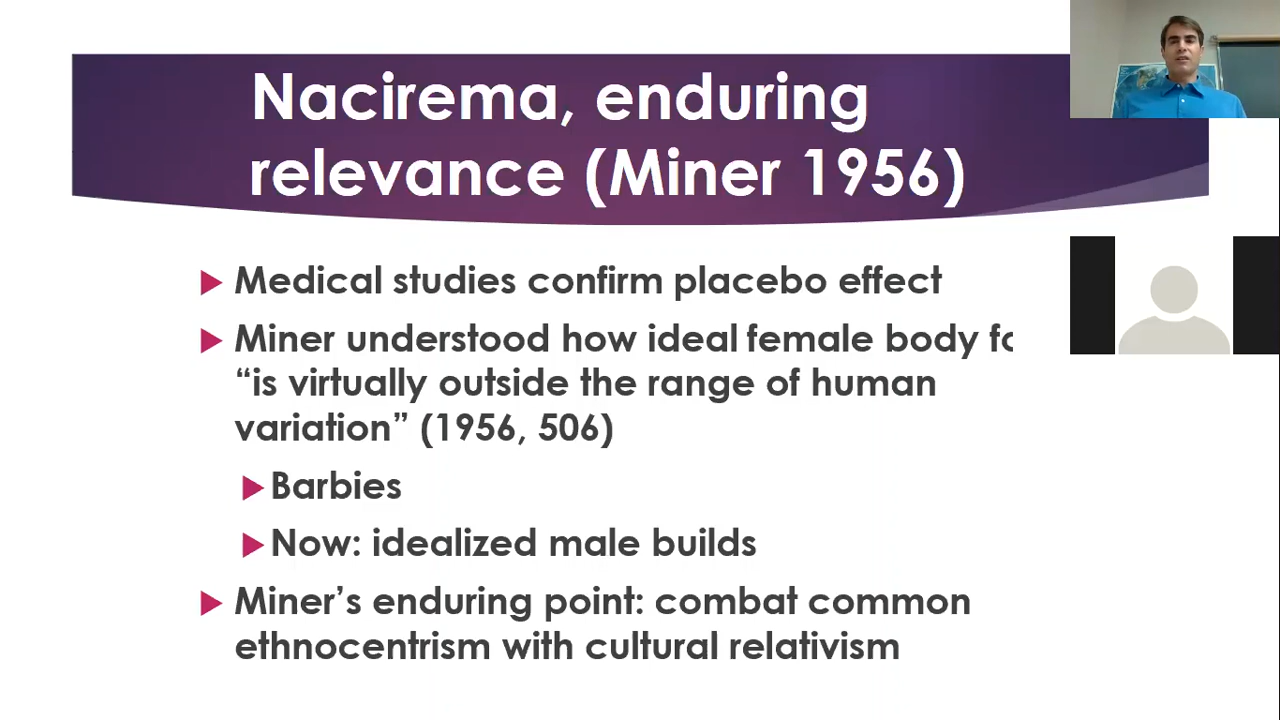 Nacirema, enduring
relevance (Miner 1956)
Medical studies confirm placebo effect
Miner understood how ideal female body
“is virtually outside the range of human
variation” (1956, 506)
Barbies
Now: idealized male builds
Miner’s enduring point: combat common
ethnocentrism with cultural relativism